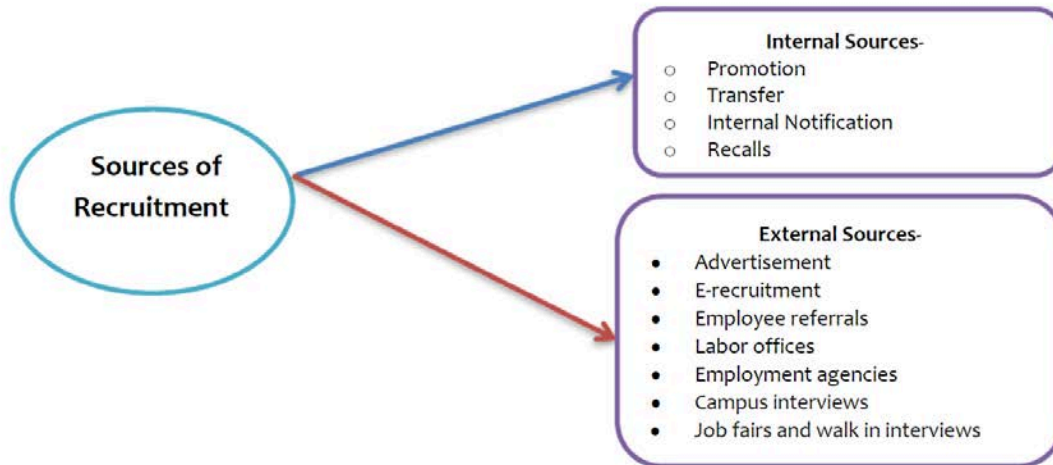 Sources of
Recruitment
Internal Sources-
Promotion
Transfer
Internal Notification
Recalls
External Sources-
Advertisement
E-recruitment
Employee referrals
Labor offices
Employment agencies
Campus interviews
Job fairs and walk in interviews